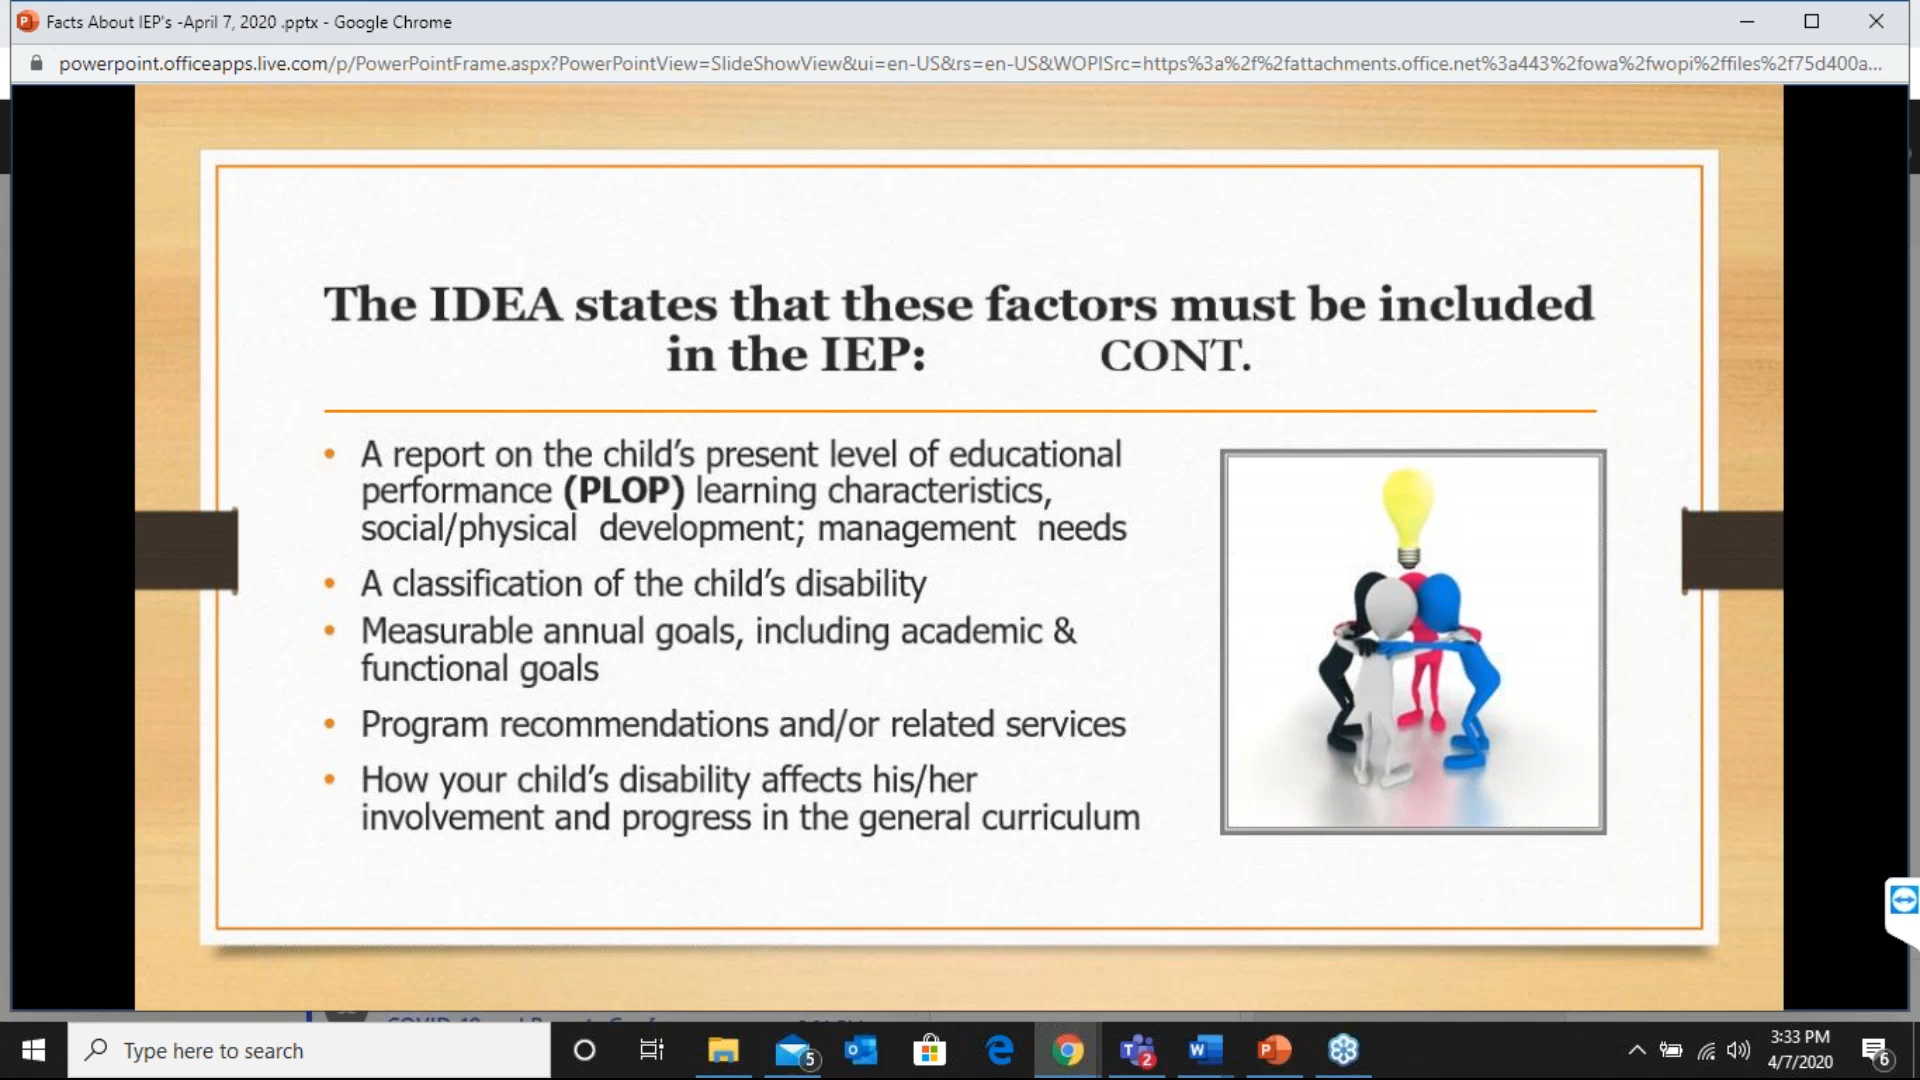 Facts About IEP's -April 7, 2020 .pptx - Google Chrome
powerpoint.officeapps.live.com/p/PowerPointFrame.aspx?PowerPointView=SlideShowView&ui=en-US&rs=en-US&WOPISrc=https%3a%2f%2fattachments.office.net%3a443%2fowa%2fwopi%2ffiles%2f75d400a...
The IDEA states that these factors must be included
in the IEP: CONT.
• A report on the child's present level of educational
performance (PLOP) learning characteristics,
social/physical development; management needs
• A classification of the child's disability
• Measurable annual goals, including academic &
functional goals
• Program recommendations and/or related services
• How your child's disability affects his/her
involvement and progress in the general curriculum
Type here to search
5
2
3:33 PM
4/7/2020
6